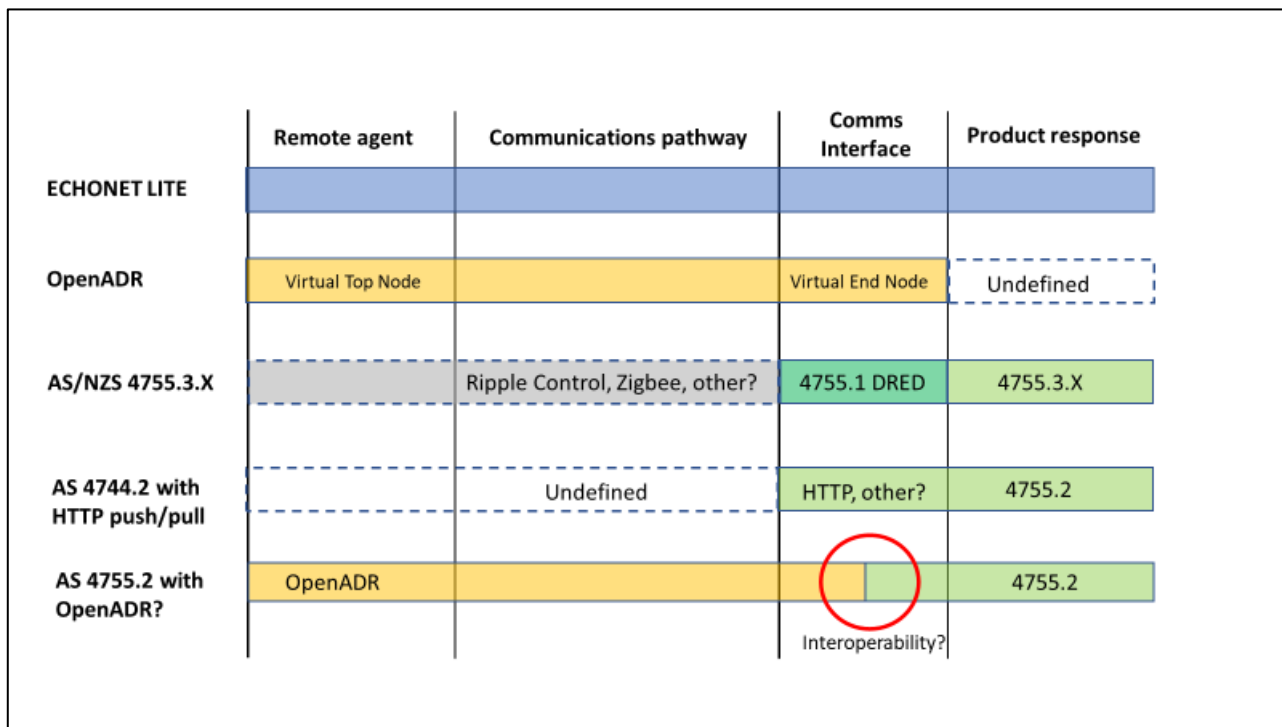 Remote agent
Communications pathway
Comms
Interface
Product response
ECHONET LITE
OpenADR
Virtual Top Node
Virtual End Node
Undefined
AS/NZS 4755.3.X
Ripple Control, Zigbee, other?
4755.1 DRED
4755.3.X
AS 4744.2 with
HTTP push/pull
Undefined
HTTP, other?
4755.2
AS 4755.2 with
OpenADR?
OpenADR
4755.2
Interoperability?